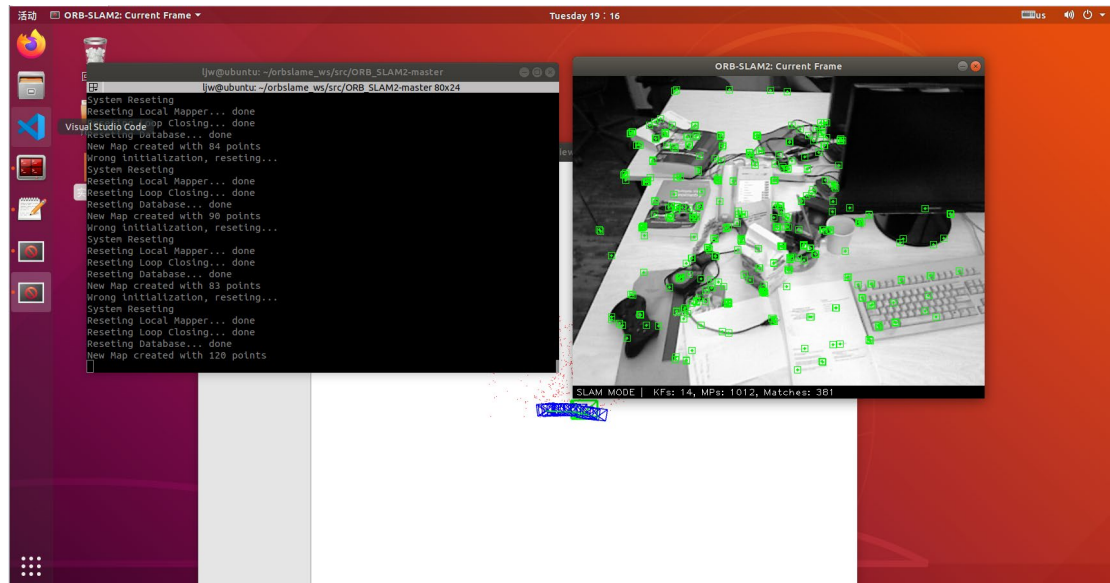 活动 ORB-SLAM2: Current Frame Tuesday 19：16 us
ljw@ubuntu: ~/orbslame_ws/src/ORB_SLAM2-master
ljw@ubuntu: ~/orbslame_ws/src/ORB_SLAM2-master 80x24
System Reseting
Reseting Local Mapper... done
op Closing... done
Visual Studio Code
Reseting Database... done
New Map created with 84 points
Wrong initialization, reseting...
System Reseting
Reseting Local Mapper... done
Reseting Loop Closing... done
Reseting Database... done
New Map created with 90 points
Wrong initialization, reseting...
System Reseting
Reseting Local Mapper... done
Reseting Loop Closing... done
Reseting Database... done
New Map created with 83 points
Wrong initialization, reseting...
System Reseting
Reseting Local Mapper... done
Reseting Loop Closing... done
Reseting Database... done
New Map created with 120 points
ORB-SLAM2: Current Frame
SLAM MODE | KFs: 14, MPs: 1012, Matches: 381